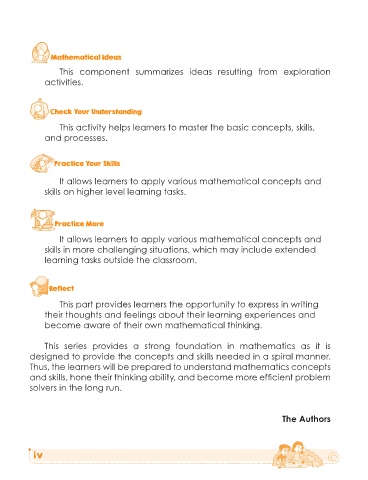 Mathematical Ideas
This component summarizes ideas resulting from exploration
activities.
Check Your Understanding
This activity helps learners to master the basic concepts, skills,
and processes.
Practice Your Skills
It allows learners to apply various mathematical concepts and
skills on higher level learning tasks.
Practice More
It allows learners to apply various mathematical concepts and
skills in more challenging situations, which may include extended
learning tasks outside the classroom.
Reflect
This part provides learners the opportunity to express in writing
their thoughts and feelings about their learning experiences and
become aware of their own mathematical thinking.
This series provides a strong foundation in mathematics as it is
designed to provide the concepts and skills needed in a spiral manner.
Thus, the learners will be prepared to understand mathematics concepts
and skills, hone their thinking ability, and become more efficient problem
solvers in the long run.
The Authors
iv